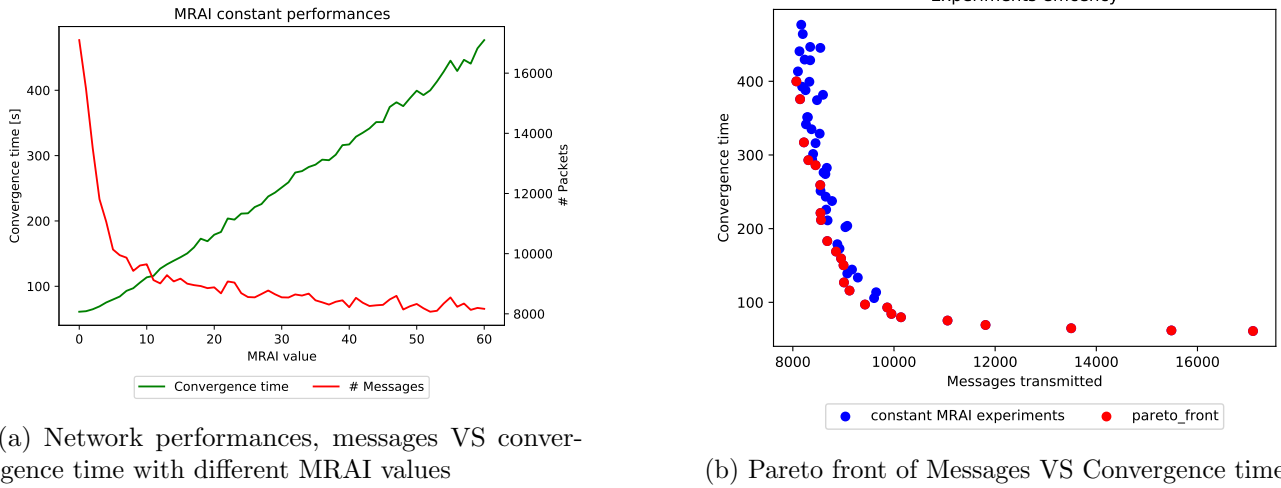 MRAI constant performances
Convergence time [s]
400
300
200
100
16000
14000
12000
10000
8000
# Packets
0 10 20 30 40 50 60
MRAI value
Convergence time # Messages
(a) Network performances, messages VS conver-
gence time with different MRAI values
Experiments efficency
Convergence time
400
300
200
100
8000 10000 12000 14000 16000
Messages transmitted
constant MRAI experiments pareto_front
(b) Pareto front of Messages VS Convergence time